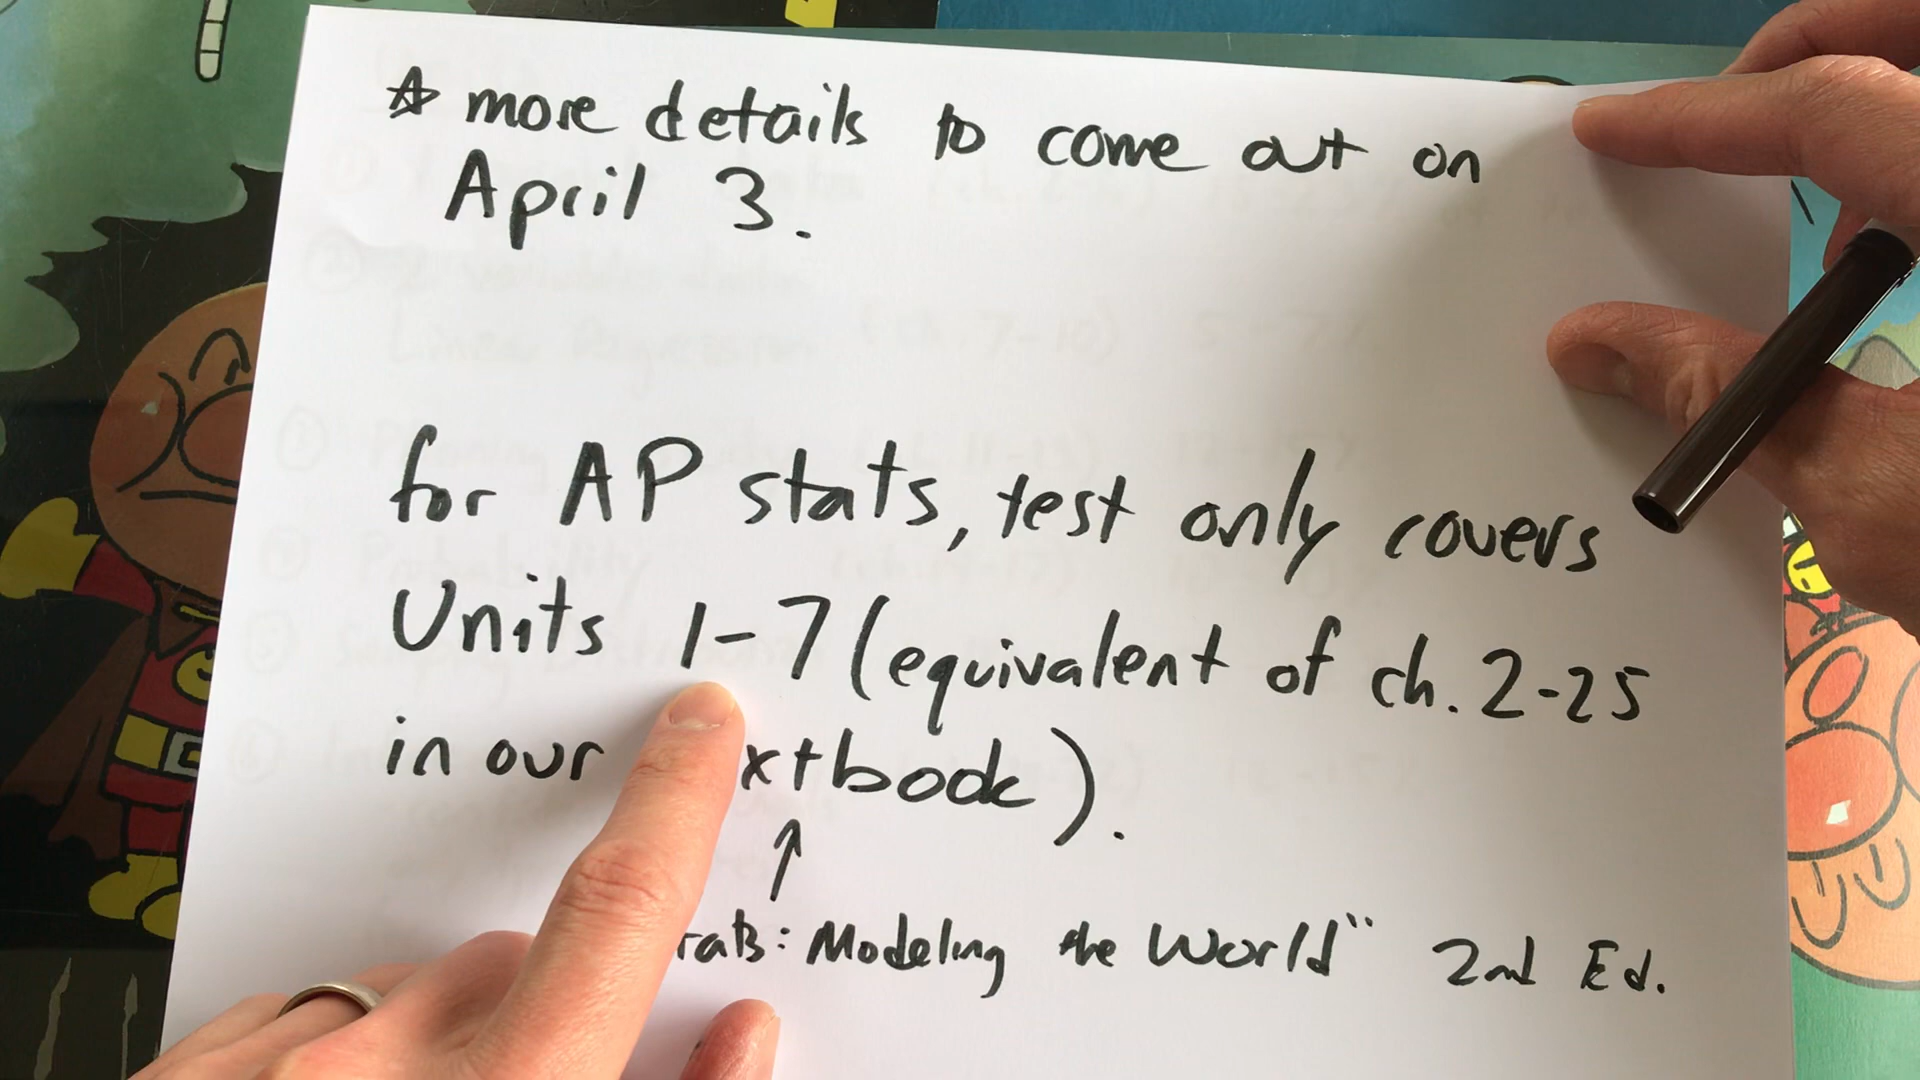 ☆ more details to come out on
April 3.
for AP stats, test only covers
Units 1-7 (equivalent of ch. 2-25
in our xtbook).
↑
tats: Modeling the World" 2nd Ed.